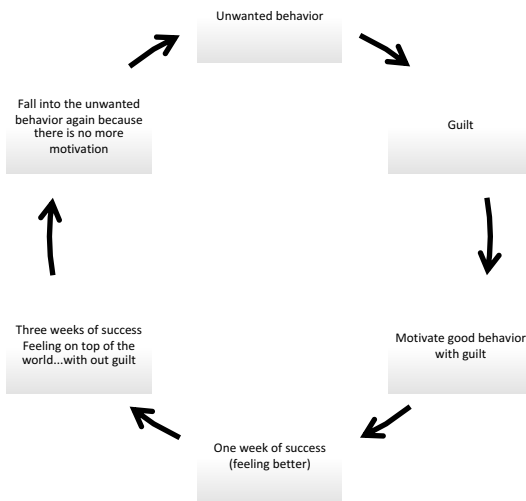 Unwanted behavior
Guilt
Motivate good behavior
with guilt
One week of success
(feeling better)
Three weeks of success
Feeling on top of the
world...with out guilt
Fall into the unwanted
behavior again because
there is no more
motivation